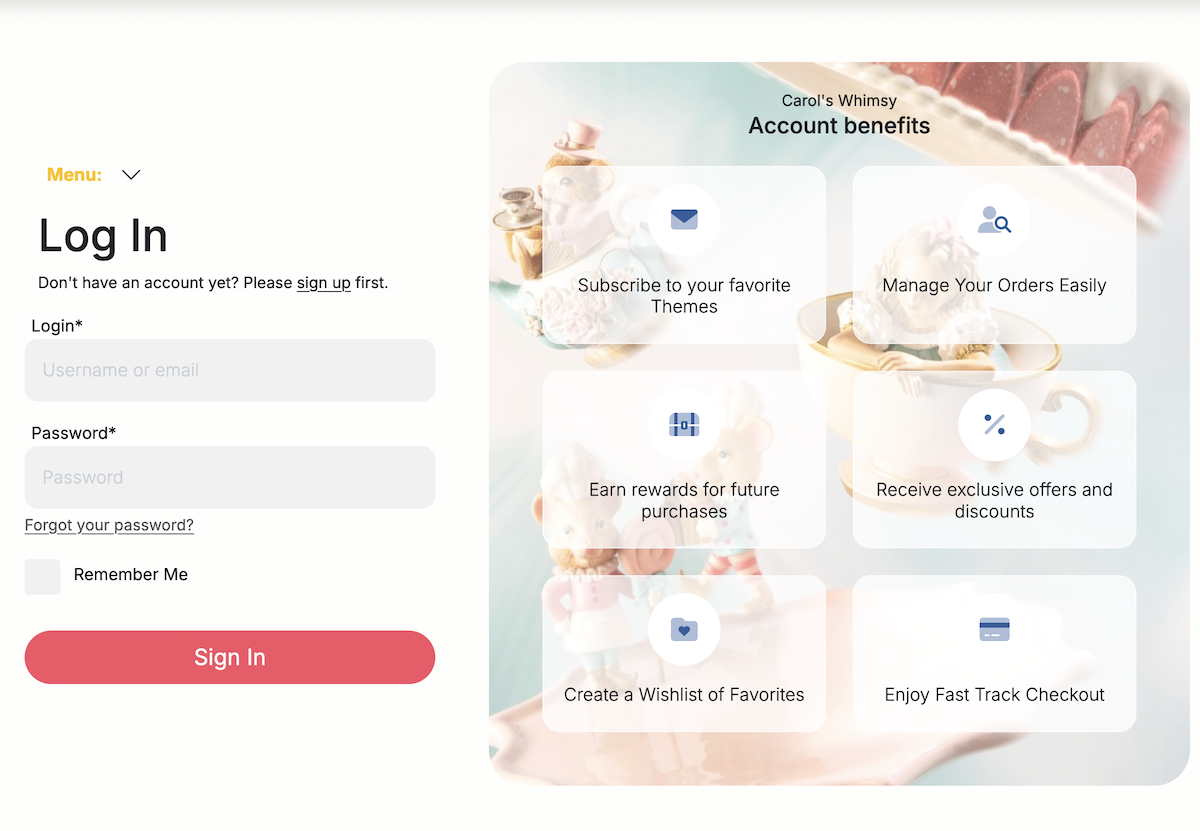 Menu:
Log In
Don't have an account yet? Please sign up first.
Login*
Username or email
Password*
Password
Forgot your password?
Remember Me
Sign In
Carol's Whimsy
Account benefits
Subscribe to your favorite
Themes
Manage Your Orders Easily
Earn rewards for future
purchases
Receive exclusive offers and
discounts
Create a Wishlist of Favorites
Enjoy Fast Track Checkout